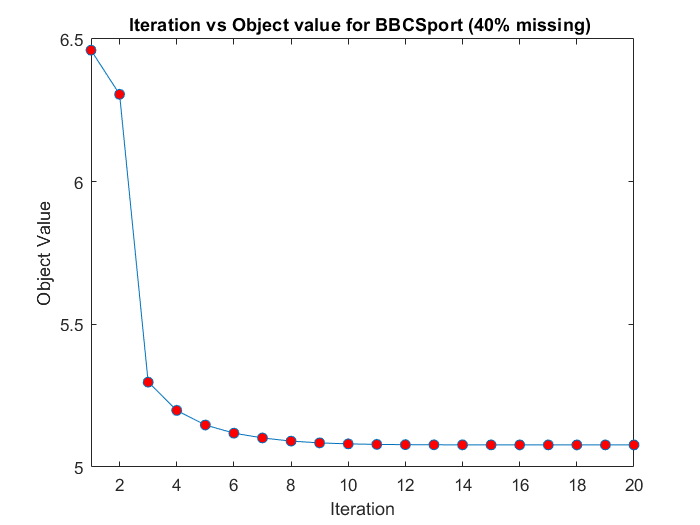 Iteration vs Object value for BBCSport (40% missing)
6.5
6
5.5
5
Object Value
2 4 6 8 10 12 14 16 18 20
Iteration